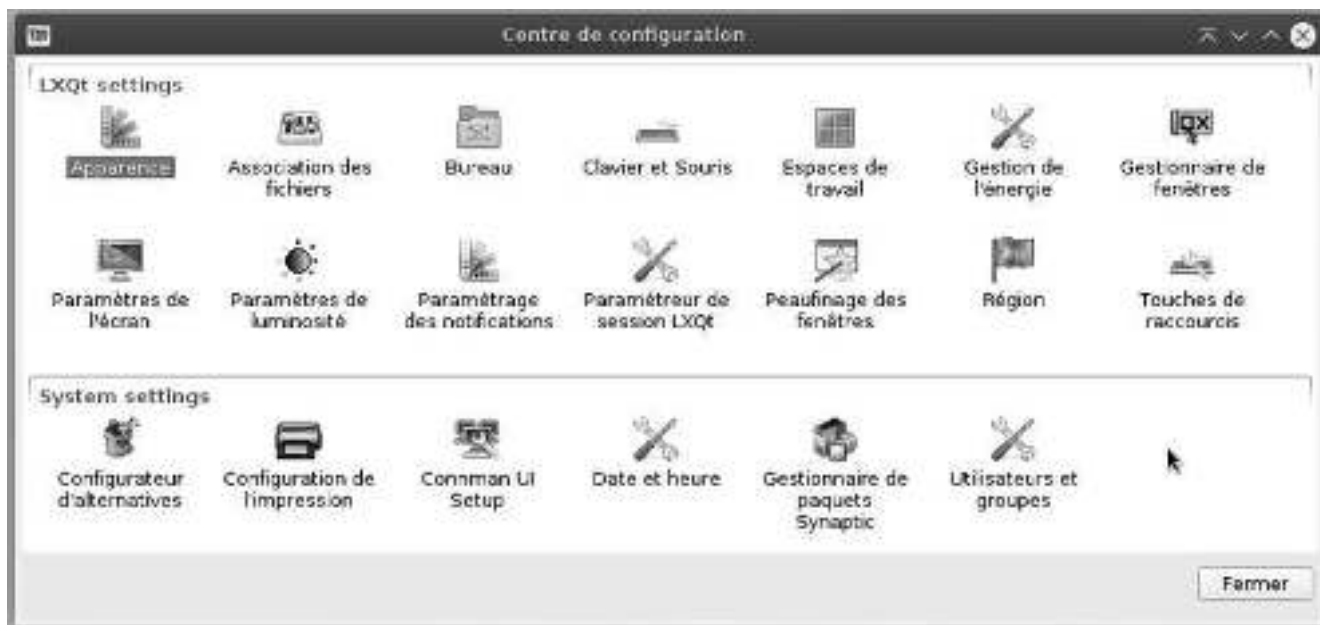 Centre de configuration
LXQt settings
Apparence
Association des
fichiers
Bureau
Clavier et Souris
Espaces de
travail
Gestion de
l'énergie
Gestionnaire de
fenêtres
Paramètres de
l'écran
Paramètres de
luminosité
Paramétrage
des notifications
Paramétreur de
session LXQt
Peaufinage des
fenêtres
Région
Touches de
raccourcis
System settings
Configurateur
d'alternatives
Configuration de
l'impression
Connman UI
Setup
Date et heure
Gestionnaire de
paquets
Synaptic
Utilisateurs et
groupes
Fermer